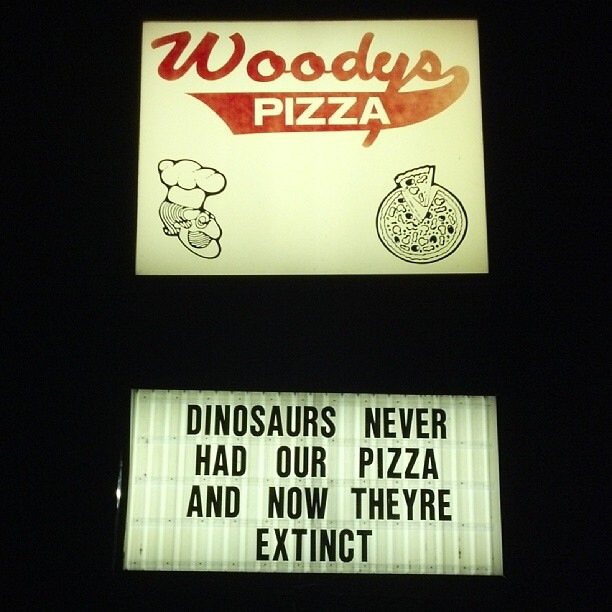 Woodys
PIZZA
DINOSAURS NEVER
HAD OUR PIZZA
AND NOW THEYRE
EXTINCT